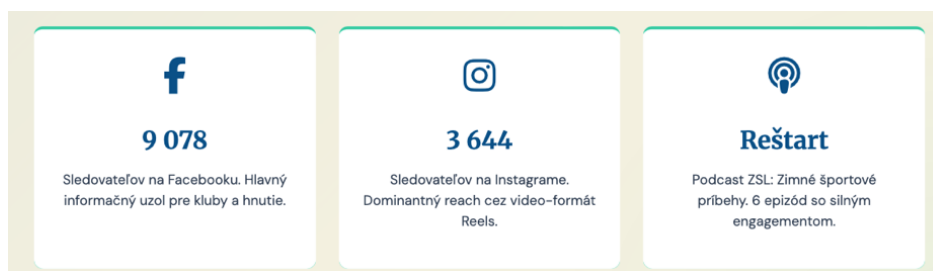 9 078
Sledovateľov na Facebooku. Hlavný
informačný uzol pre kluby a hnutie.
3 644
Sledovateľov na Instagrame.
Dominantný reach cez video-formát
Reels.
Reštart
Podcast ZSL: Zimné športové
príbehy. 6 epizód so silným
engagementom.